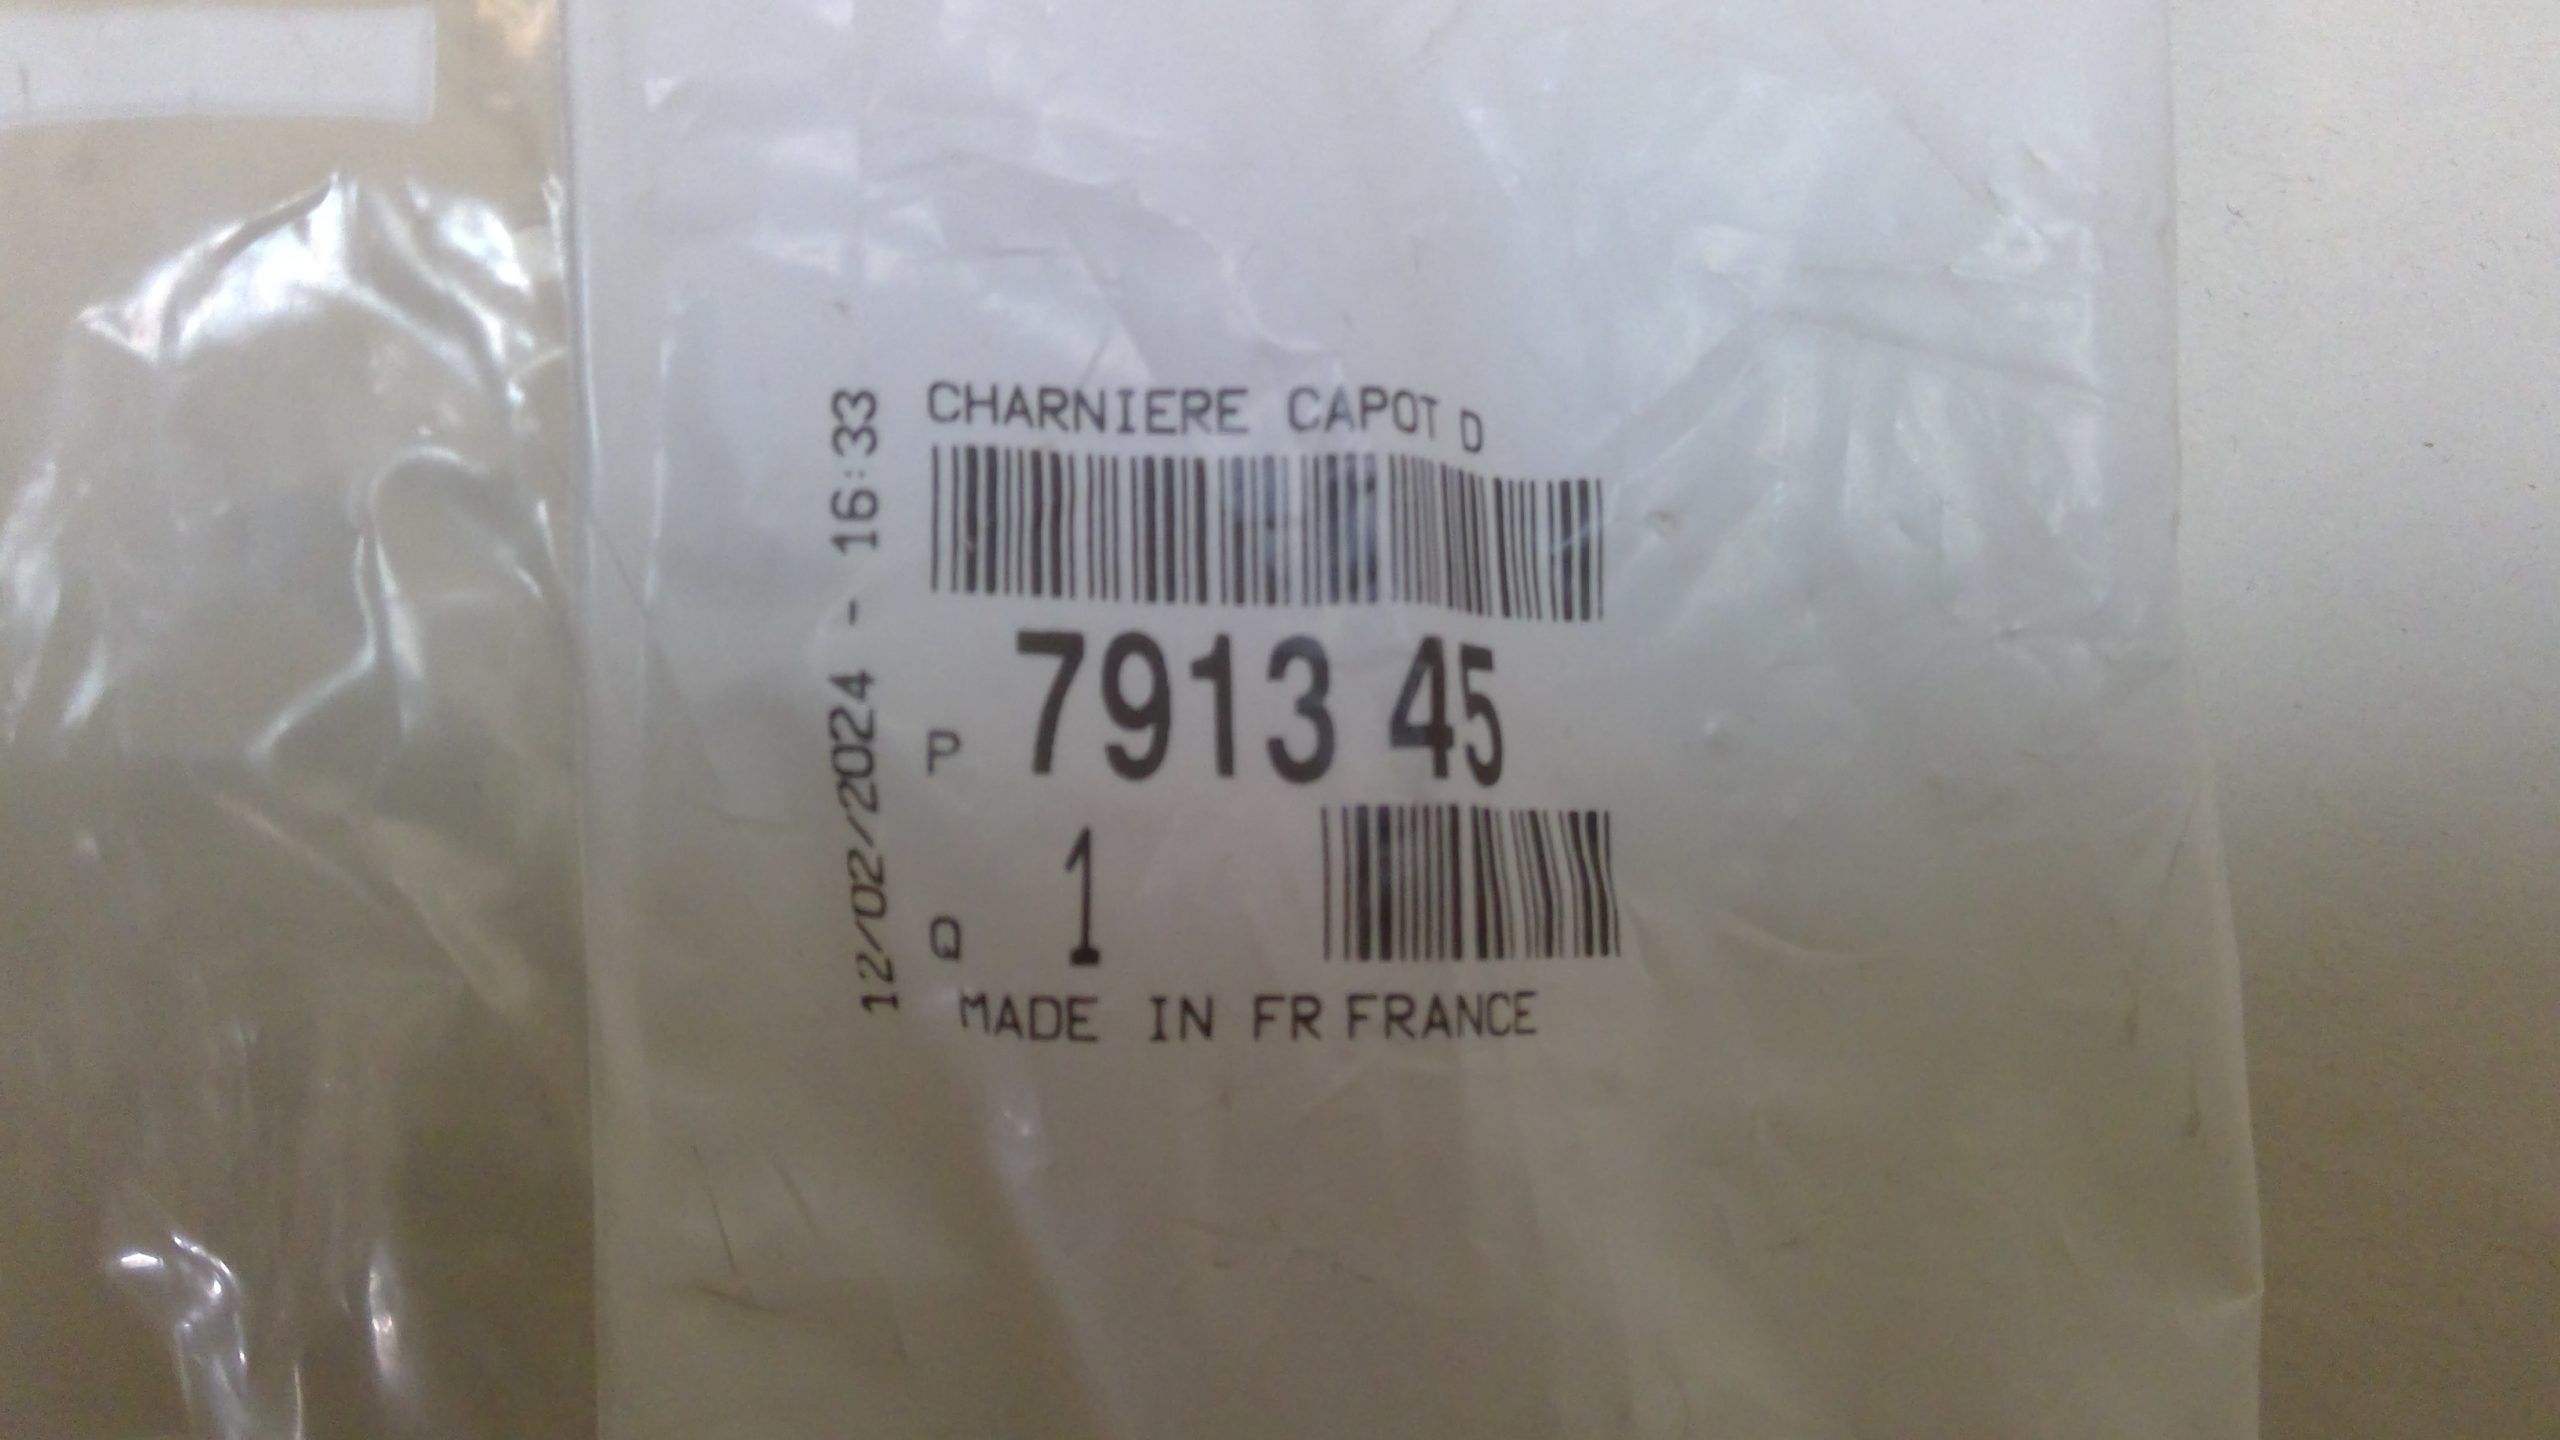 CHARNIERE CAPOT D
P 7913 45
Q 1
MADE IN FR FRANCE
12/02/2024 - 16:33